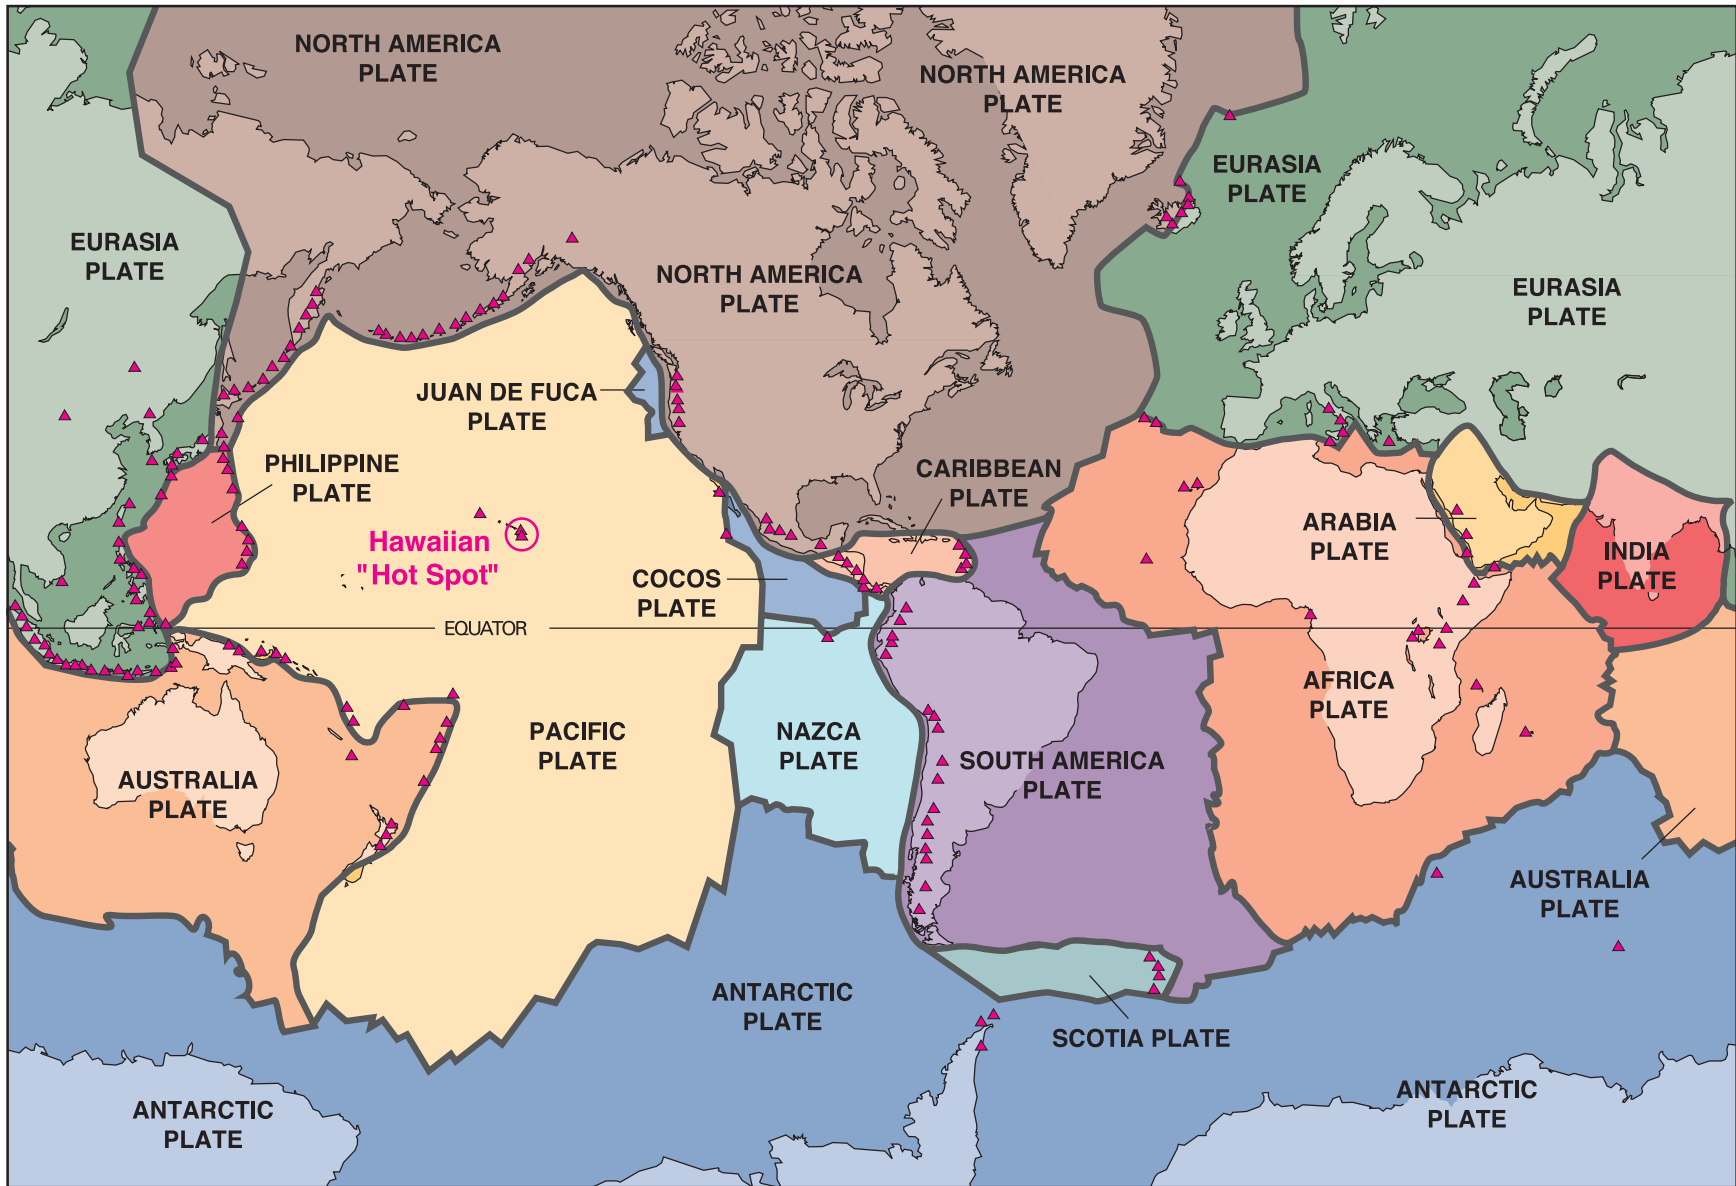 NORTH AMERICA
PLATE
NORTH AMERICA
PLATE
EURASIA
PLATE
EURASIA
PLATE
NORTH AMERICA
PLATE
EURASIA
PLATE
JUAN DE FUCA
PLATE
PHILIPPINE
PLATE
CARIBBEAN
PLATE
ARABIA
PLATE
Hawaiian
"Hot Spot"
INDIA
PLATE
COCOS
PLATE
EQUATOR
AFRICA
PLATE
PACIFIC
PLATE
NAZCA
PLATE
SOUTH AMERICA
PLATE
AUSTRALIA
PLATE
AUSTRALIA
PLATE
ANTARCTIC
PLATE
SCOTIA PLATE
ANTARCTIC
PLATE
ANTARCTIC
PLATE